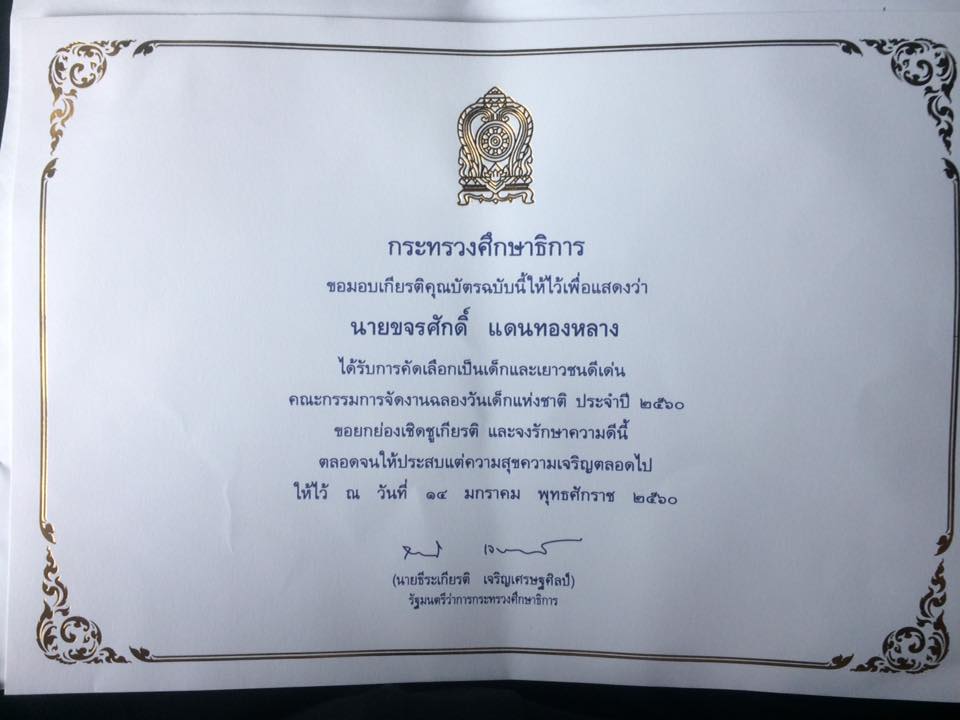 กระทรวงศึกษาธิการ
ขอมอบเกียรติคุณบัตรฉบับนี้ให้ไว้เพื่อแสดงว่า
นายขจรศักดิ์ แดนทองหลาง
ได้รับการคัดเลือกเป็นเด็กและเยาวชนดีเด่น
คณะกรรมการจัดงานฉลองวันเด็กแห่งชาติ ประจำปี ๒๕๖๐
ขอยกย่องเชิดชูเกียรติ และจงรักษาความดีนี้
ตลอดจนให้ประสบแต่ความสุขความเจริญตลอดไป
ให้ไว้ ณ วันที่ ๑๔ มกราคม พุทธศักราช ๒๕๖๐
(นายธีระเกียรติ เจริญเศรษฐศิลป์)
รัฐมนตรีว่าการกระทรวงศึกษาธิการ